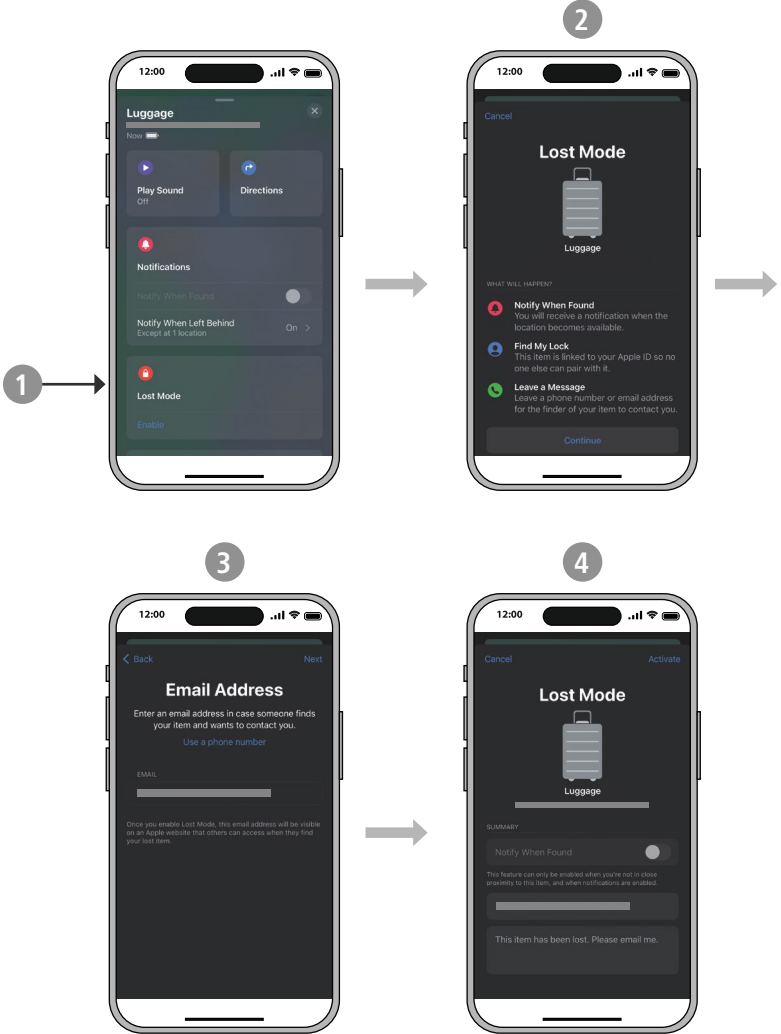 2
12:00
Luggage
Now
Play Sound
Off
Directions
Notifications
Notify When Found
Notify When Left Behind
Except at 1 location
On
1
Lost Mode
Enable
12:00
Cancel
Lost Mode
Luggage
WHAT WILL HAPPEN?
Notify When Found
You will receive a notification when the
location becomes available.
Find My Lock
This item is linked to your Apple ID so no
one else can pair with it.
Leave a Message
Leave a phone number or email address
for the finder of your item to contact you.
Continue
3
12:00
Back
Next
Email Address
Enter an email address in case someone finds
your item and wants to contact you.
Use a phone number
EMAIL
Once you enable Lost Mode, this email address will be visible
on an Apple website that others can access when they find
your lost item.
4
12:00
Cancel
Activate
Lost Mode
Luggage
SUMMARY
Notify When Found
This feature can only be enabled when you're not in close
proximity to this item, and when notifications are enabled.
This item has been lost. Please email me.